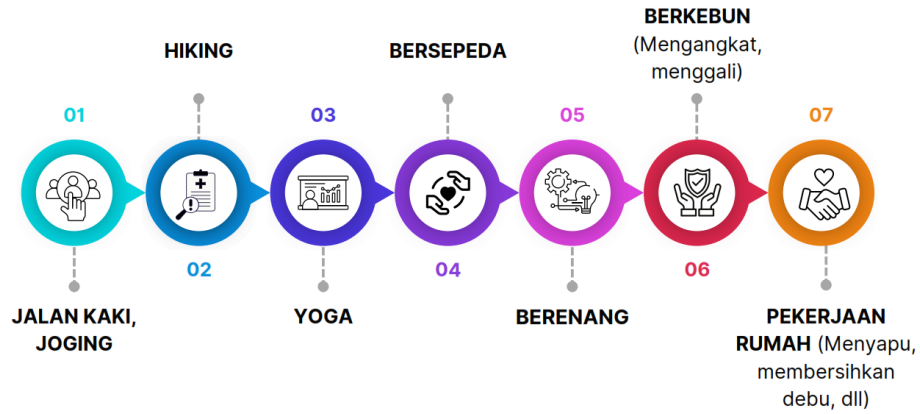 01
JALAN KAKI,
JOGING
HIKING
02
03
YOGA
BERSEPEDA
04
05
BERENANG
BERKEBUN
(Mengangkat,
menggali)
06
07
PEKERJAAN
RUMAH (Menyapu,
membersihkan
debu, dll)